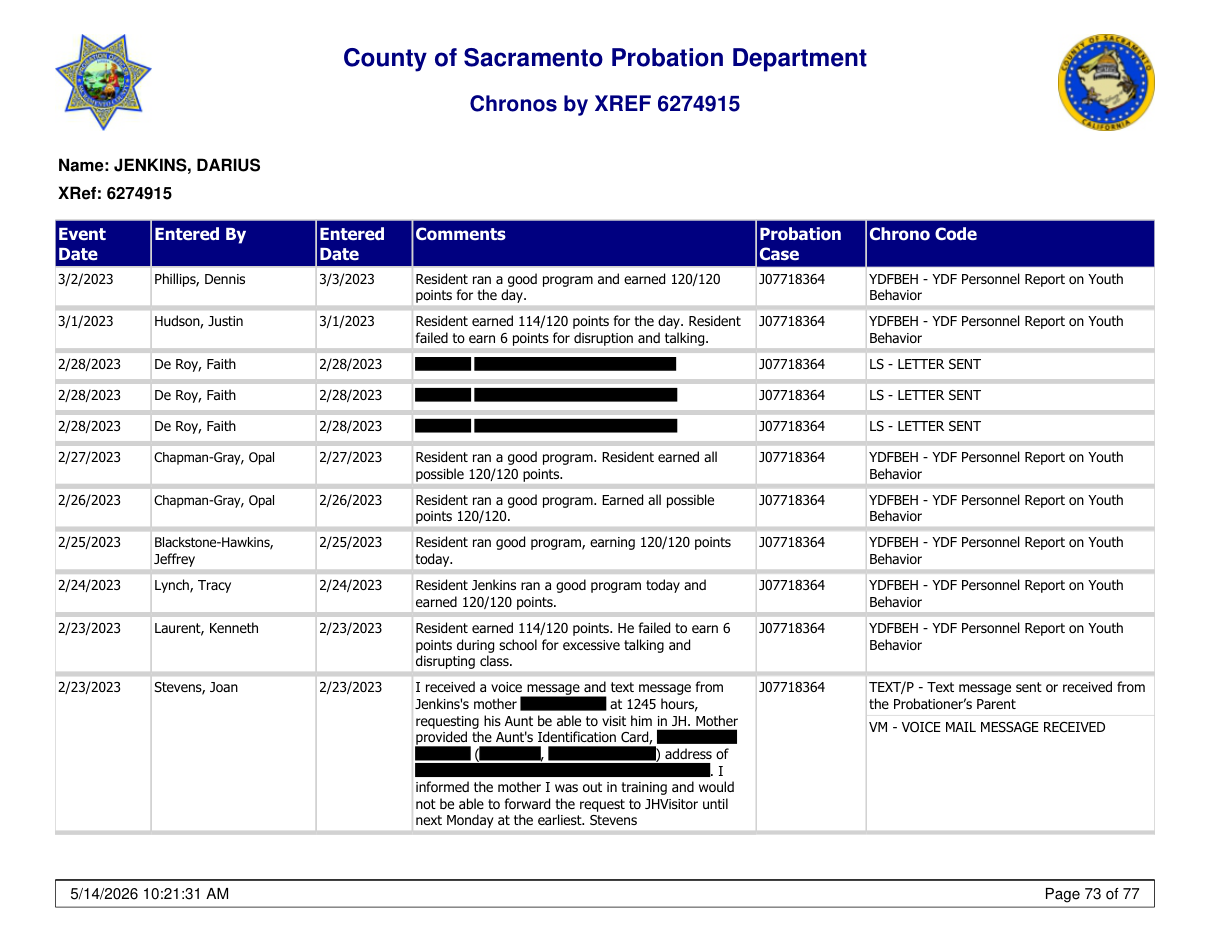 County of Sacramento Probation Department
Chronos by XREF 6274915
COUNTY OF SACRAMENTO
CALIFORNIA
Name: JENKINS, DARIUS
XRef: 6274915
Event Date Entered By Entered Date Comments Probation Case Chrono Code
3/2/2023 Phillips, Dennis 3/3/2023 Resident ran a good program and earned 120/120 J07718364 YDFBEH - YDF Personnel Report on Youth
points for the day. Behavior
3/1/2023 Hudson, Justin 3/1/2023 Resident earned 114/120 points for the day. Resident J07718364 YDFBEH - YDF Personnel Report on Youth
failed to earn 6 points for disruption and talking. Behavior
2/28/2023 De Roy, Faith 2/28/2023 J07718364 LS - LETTER SENT
2/28/2023 De Roy, Faith 2/28/2023 J07718364 LS - LETTER SENT
2/28/2023 De Roy, Faith 2/28/2023 J07718364 LS - LETTER SENT
2/27/2023 Chapman-Gray, Opal 2/27/2023 Resident ran a good program. Resident earned all J07718364 YDFBEH - YDF Personnel Report on Youth
possible 120/120 points. Behavior
2/26/2023 Chapman-Gray, Opal 2/26/2023 Resident ran a good program. Earned all possible J07718364 YDFBEH - YDF Personnel Report on Youth
points 120/120. Behavior
2/25/2023 Blackstone-Hawkins, 2/25/2023 Resident ran good program, earning 120/120 points J07718364 YDFBEH - YDF Personnel Report on Youth
Jeffrey today. Behavior
2/24/2023 Lynch, Tracy 2/24/2023 Resident Jenkins ran a good program today and J07718364 YDFBEH - YDF Personnel Report on Youth
earned 120/120 points. Behavior
2/23/2023 Laurent, Kenneth 2/23/2023 Resident earned 114/120 points. He failed to earn 6 J07718364 YDFBEH - YDF Personnel Report on Youth
points during school for excessive talking and Behavior
disrupting class.
2/23/2023 Stevens, Joan 2/23/2023 I received a voice message and text message from J07718364 TEXT/P - Text message sent or received from
Jenkins's mother at 1245 hours, the Probationer's Parent
requesting his Aunt be able to visit him in JH. Mother VM - VOICE MAIL MESSAGE RECEIVED
provided the Aunt's Identification Card,
( , ) address of
. I
informed the mother I was out in training and would
not be able to forward the request to JHVisitor until
next Monday at the earliest. Stevens
5/14/2026 10:21:31 AM Page 73 of 77